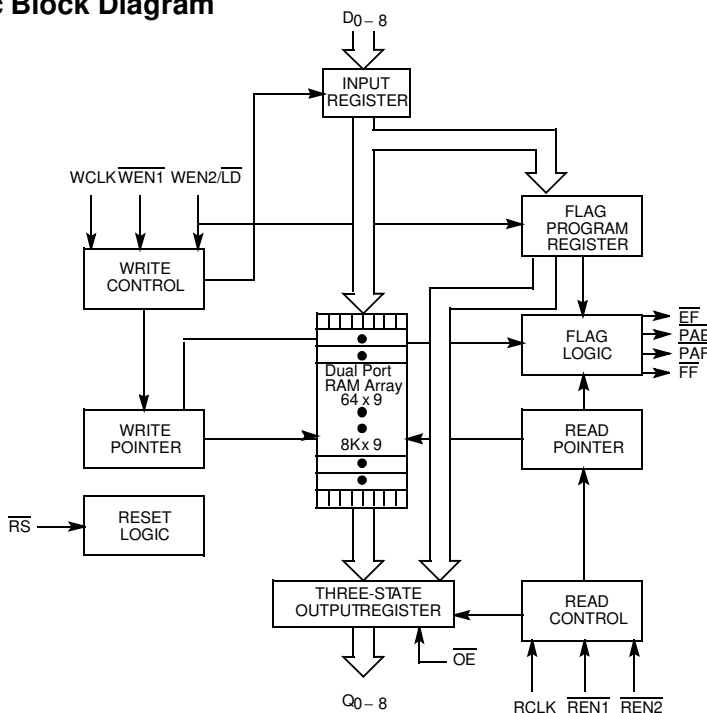 c Block Diagram
D0 – 8
INPUT
REGISTER
WCLK WEN1 WEN2/LD
FLAG
PROGRAM
REGISTER
WRITE
CONTROL
EF
PAE
PAF
FF
FLAG
LOGIC
Dual Port
RAM Array
64 x 9
8K x 9
WRITE
POINTER
READ
POINTER
RS
RESET
LOGIC
THREE-STATE
OUTPUT REGISTER
READ
CONTROL
OE
Q0 – 8
RCLK REN1 REN2